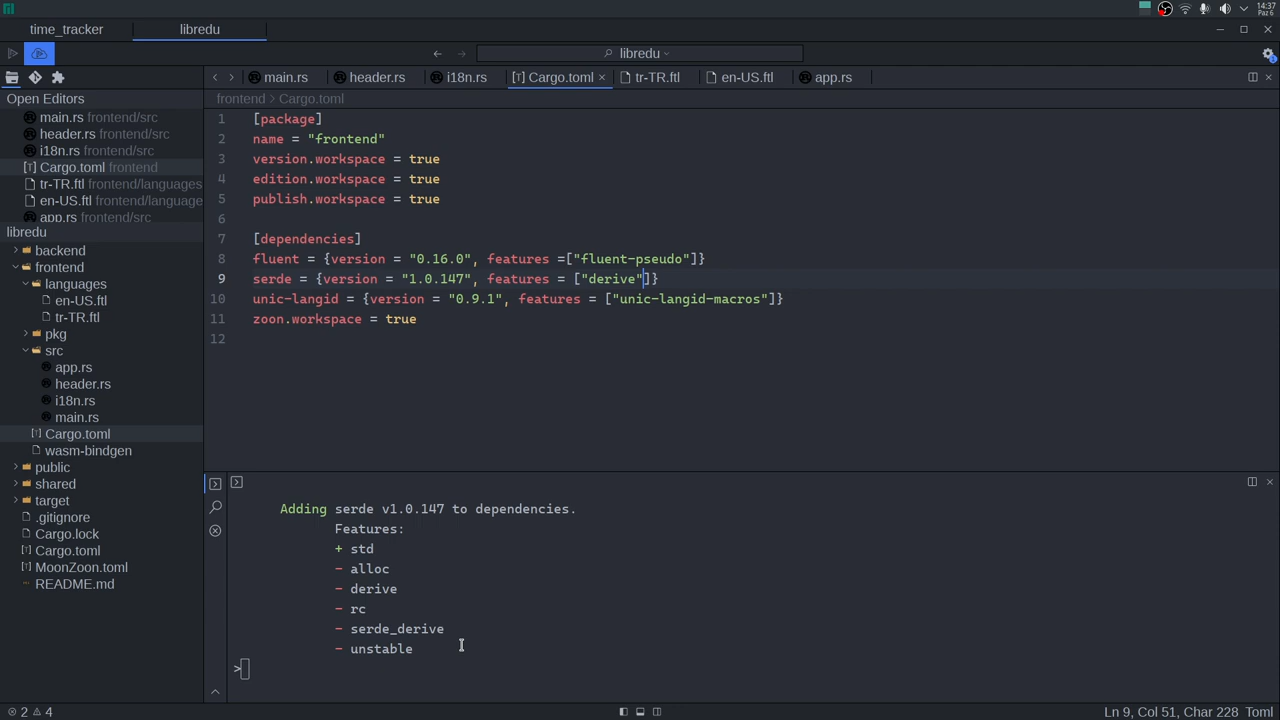 14:37
Paz 6
time_tracker
libredu
libredu
main.rs
header.rs
i18n.rs
Cargo.toml
tr-TR.ftl
en-US.ftl
app.rs
Open Editors
main.rs frontend/src
header.rs frontend/src
i18n.rs frontend/src
Cargo.toml frontend
tr-TR.ftl frontend/languages
en-US.ftl frontend/language
app.rs frontend/src
libredu
backend
frontend
languages
en-US.ftl
tr-TR.ftl
pkg
src
app.rs
header.rs
i18n.rs
main.rs
Cargo.toml
wasm-bindgen
public
shared
target
.gitignore
Cargo.lock
Cargo.toml
MoonZoon.toml
README.md
frontend > Cargo.toml
1 [package]
2 name = "frontend"
3 version.workspace = true
4 edition.workspace = true
5 publish.workspace = true
6
7 [dependencies]
8 fluent = {version = "0.16.0", features =["fluent-pseudo"]}
9 serde = {version = "1.0.147", features = ["derive"]}
10 unic-langid = {version = "0.9.1", features = ["unic-langid-macros"]}
11 zoon.workspace = true
12
Adding serde v1.0.147 to dependencies.
Features:
+ std
- alloc
- derive
- rc
- serde_derive
- unstable
>
2 4
Ln 9, Col 51, Char 228 Toml